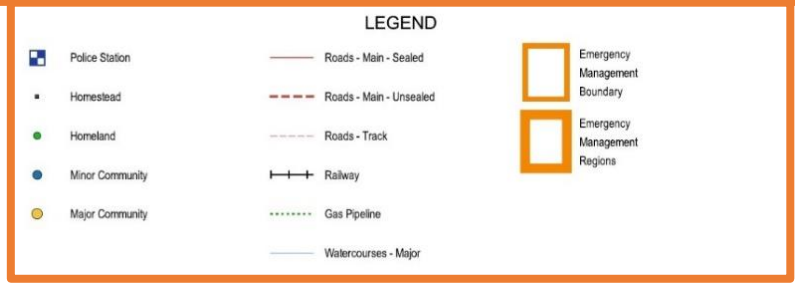 LEGEND
Police Station
Homestead
Homeland
Minor Community
Major Community
Roads - Main - Sealed
Roads - Main - Unsealed
Roads - Track
Railway
Gas Pipeline
Watercourses - Major
Emergency
Management
Boundary
Emergency
Management
Regions